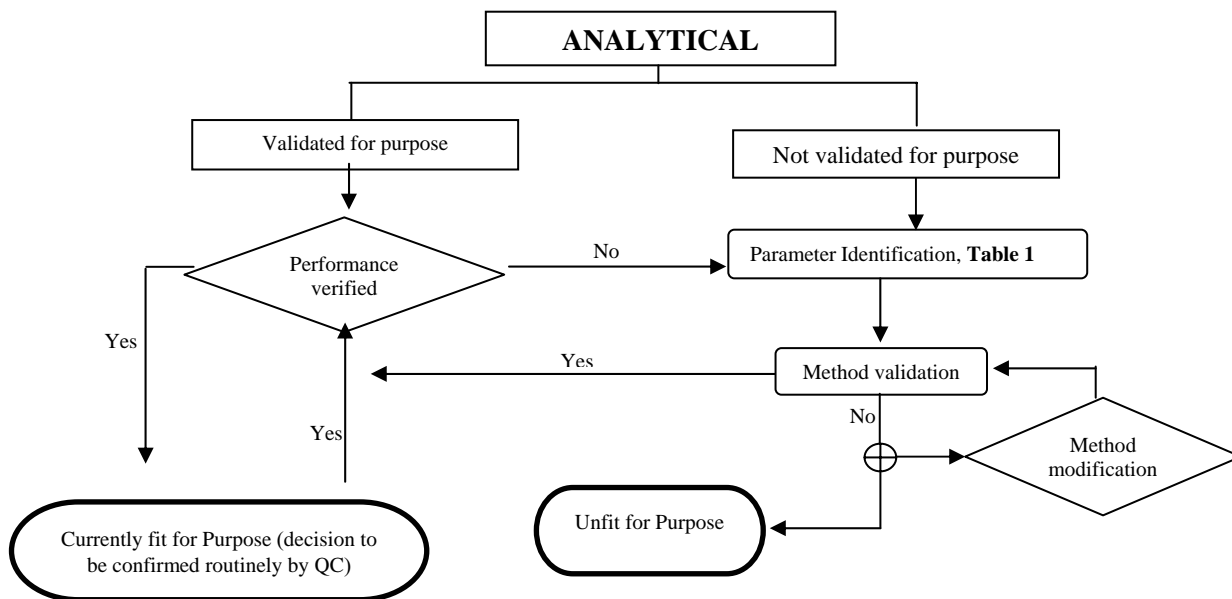 ANALYTICAL
Validated for purpose
Not validated for purpose
Performance
verified
No
Parameter Identification, Table 1
Yes
Yes
Method validation
Yes
No
Method
modification
Unfit for Purpose
Currently fit for Purpose (decision to
be confirmed routinely by QC)